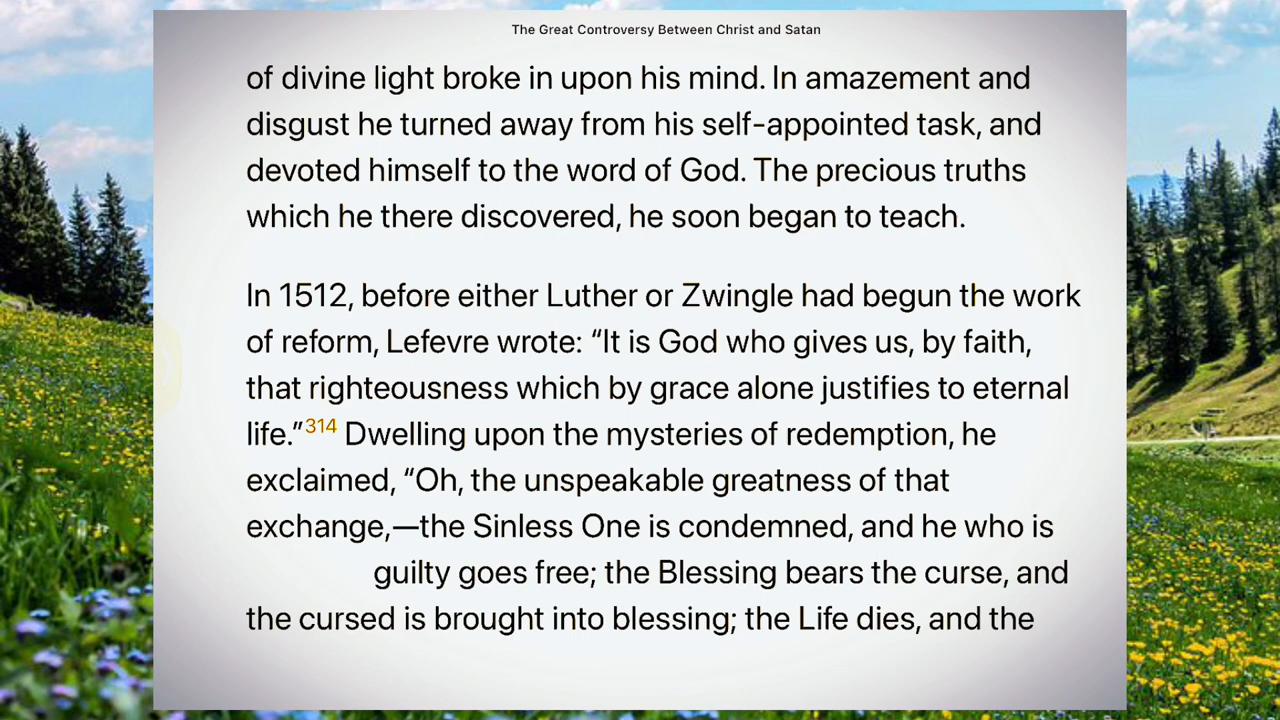 The Great Controversy Between Christ and Satan
of divine light broke in upon his mind. In amazement and
disgust he turned away from his self-appointed task, and
devoted himself to the word of God. The precious truths
which he there discovered, he soon began to teach.
In 1512, before either Luther or Zwingle had begun the work
of reform, Lefevre wrote: “It is God who gives us, by faith,
that righteousness which by grace alone justifies to eternal
life.”314 Dwelling upon the mysteries of redemption, he
exclaimed, “Oh, the unspeakable greatness of that
exchange,—the Sinless One is condemned, and he who is
guilty goes free; the Blessing bears the curse, and
the cursed is brought into blessing; the Life dies, and the